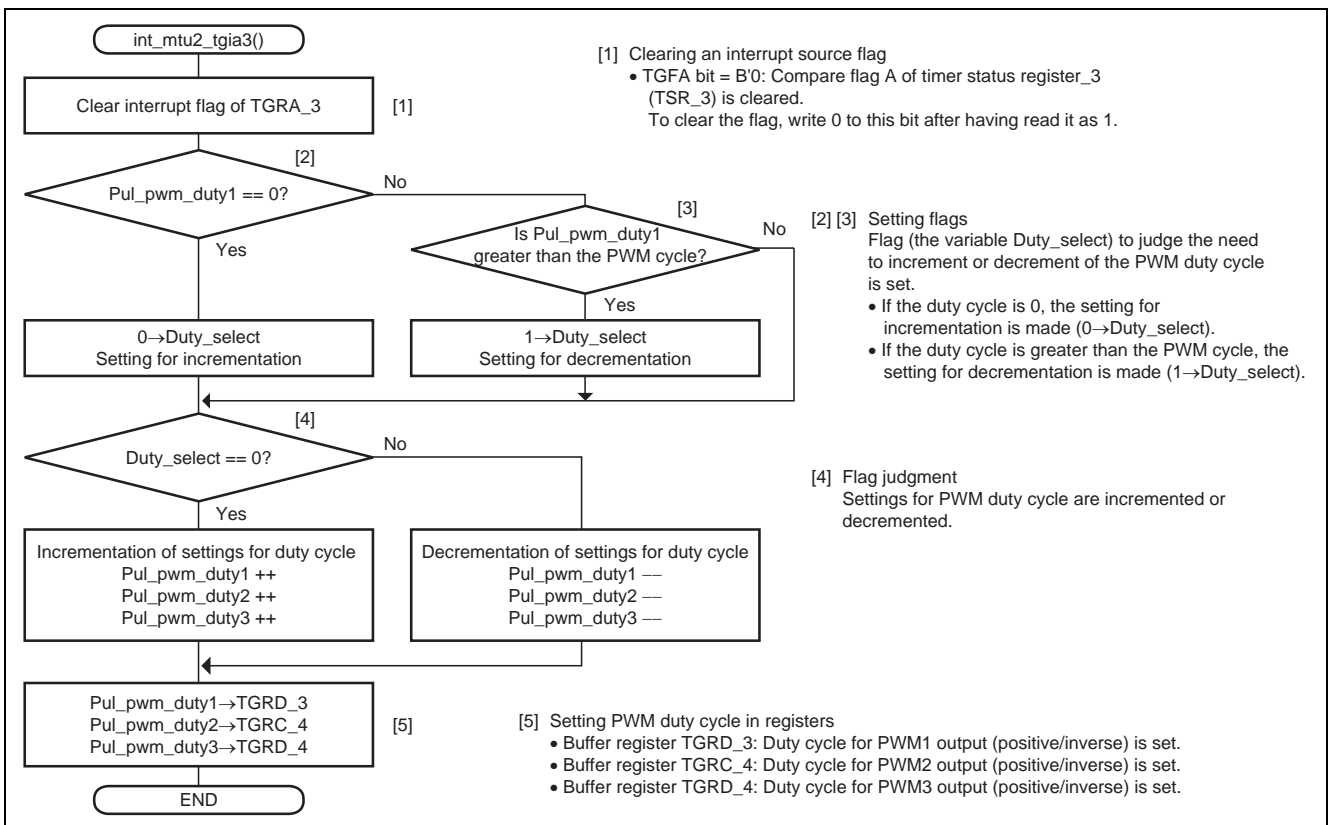 int_mtu2_tgia3()
Clear interrupt flag of TGRA_3
[1]
[1] Clearing an interrupt source flag
• TGFA bit = B'0: Compare flag A of timer status register_3
(TSR_3) is cleared.
To clear the flag, write 0 to this bit after having read it as 1.
[2]
Pul_pwm_duty1 == 0?
No
Yes
[3]
Is Pul_pwm_duty1
greater than the PWM cycle?
No
Yes
[2] [3] Setting flags
Flag (the variable Duty_select) to judge the need
to increment or decrement of the PWM duty cycle
is set.
• If the duty cycle is 0, the setting for
incrementation is made (0→Duty_select).
• If the duty cycle is greater than the PWM cycle, the
setting for decrementation is made (1→Duty_select).
0→Duty_select
Setting for incrementation
1→Duty_select
Setting for decrementation
[4]
Duty_select == 0?
No
Yes
[4] Flag judgment
Settings for PWM duty cycle are incremented or
decremented.
Incrementation of settings for duty cycle
Pul_pwm_duty1 ++
Pul_pwm_duty2 ++
Pul_pwm_duty3 ++
Decrementation of settings for duty cycle
Pul_pwm_duty1 −−
Pul_pwm_duty2 −−
Pul_pwm_duty3 −−
Pul_pwm_duty1→TGRD_3
Pul_pwm_duty2→TGRC_4
Pul_pwm_duty3→TGRD_4
[5]
[5] Setting PWM duty cycle in registers
• Buffer register TGRD_3: Duty cycle for PWM1 output (positive/inverse) is set.
• Buffer register TGRC_4: Duty cycle for PWM2 output (positive/inverse) is set.
• Buffer register TGRD_4: Duty cycle for PWM3 output (positive/inverse) is set.
END